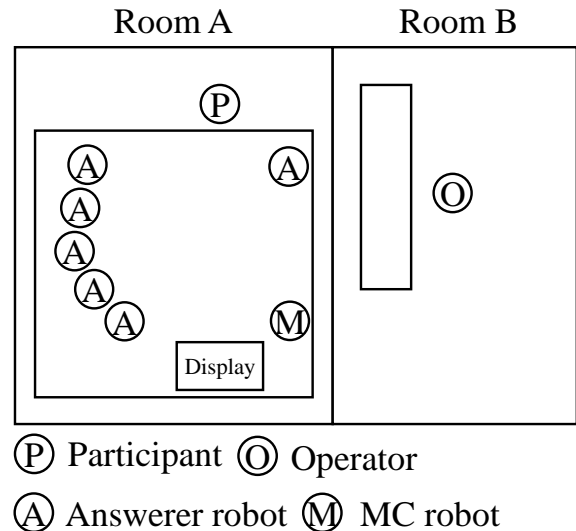 Room A Room B
P
A A
A O
A
A
A M
Display
P Participant O Operator
A Answerer robot M MC robot